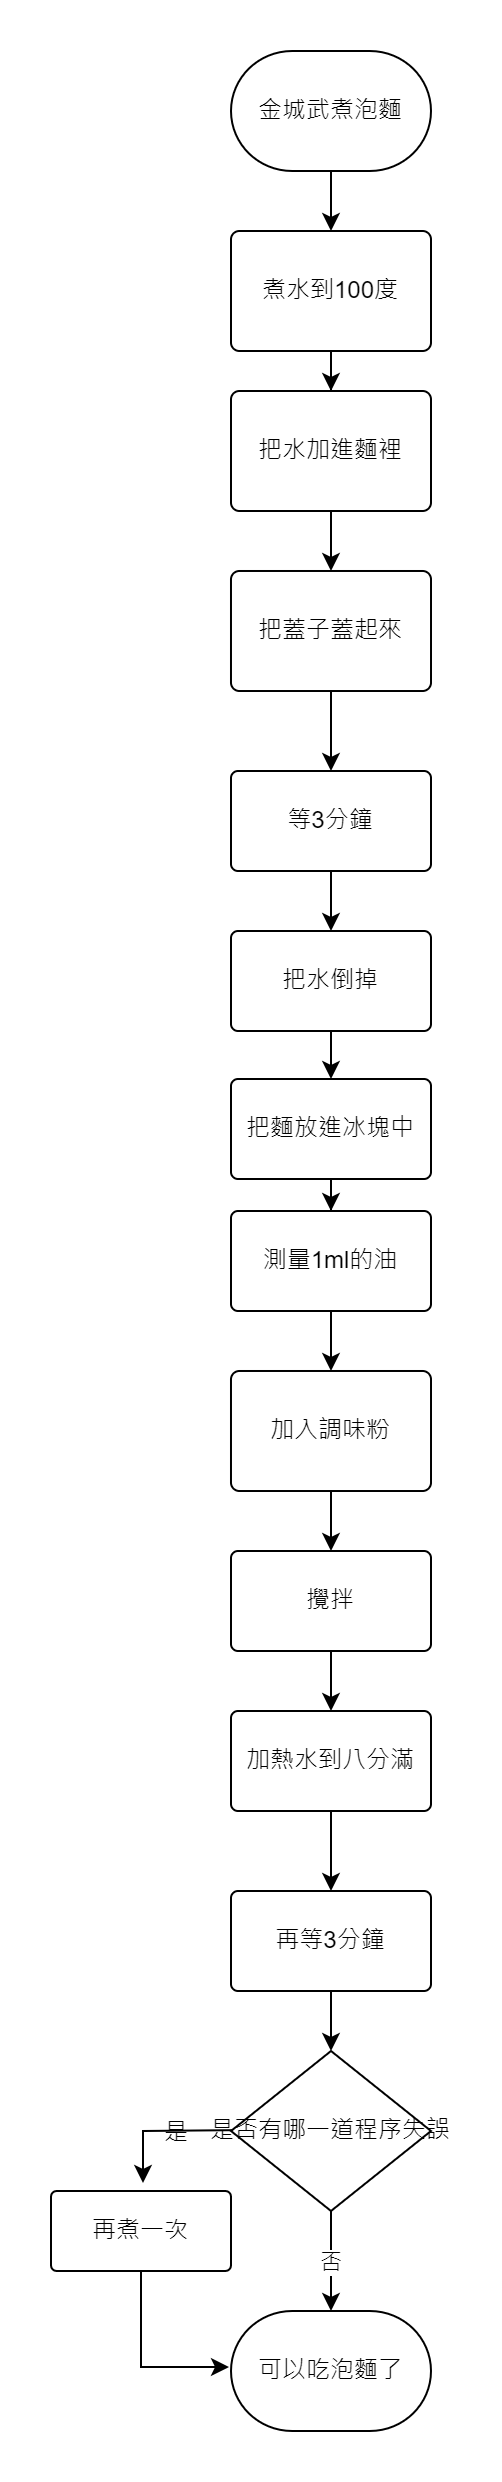 金城武煮泡麵
煮水到100度
把水加進麵裡
把蓋子蓋起來
等3分鐘
把水倒掉
把麵放進冰塊中
測量1ml的油
加入調味粉
攪拌
加熱水到八分滿
再等3分鐘
是否有哪一道程序失誤
是
再煮一次
否
可以吃泡麵了